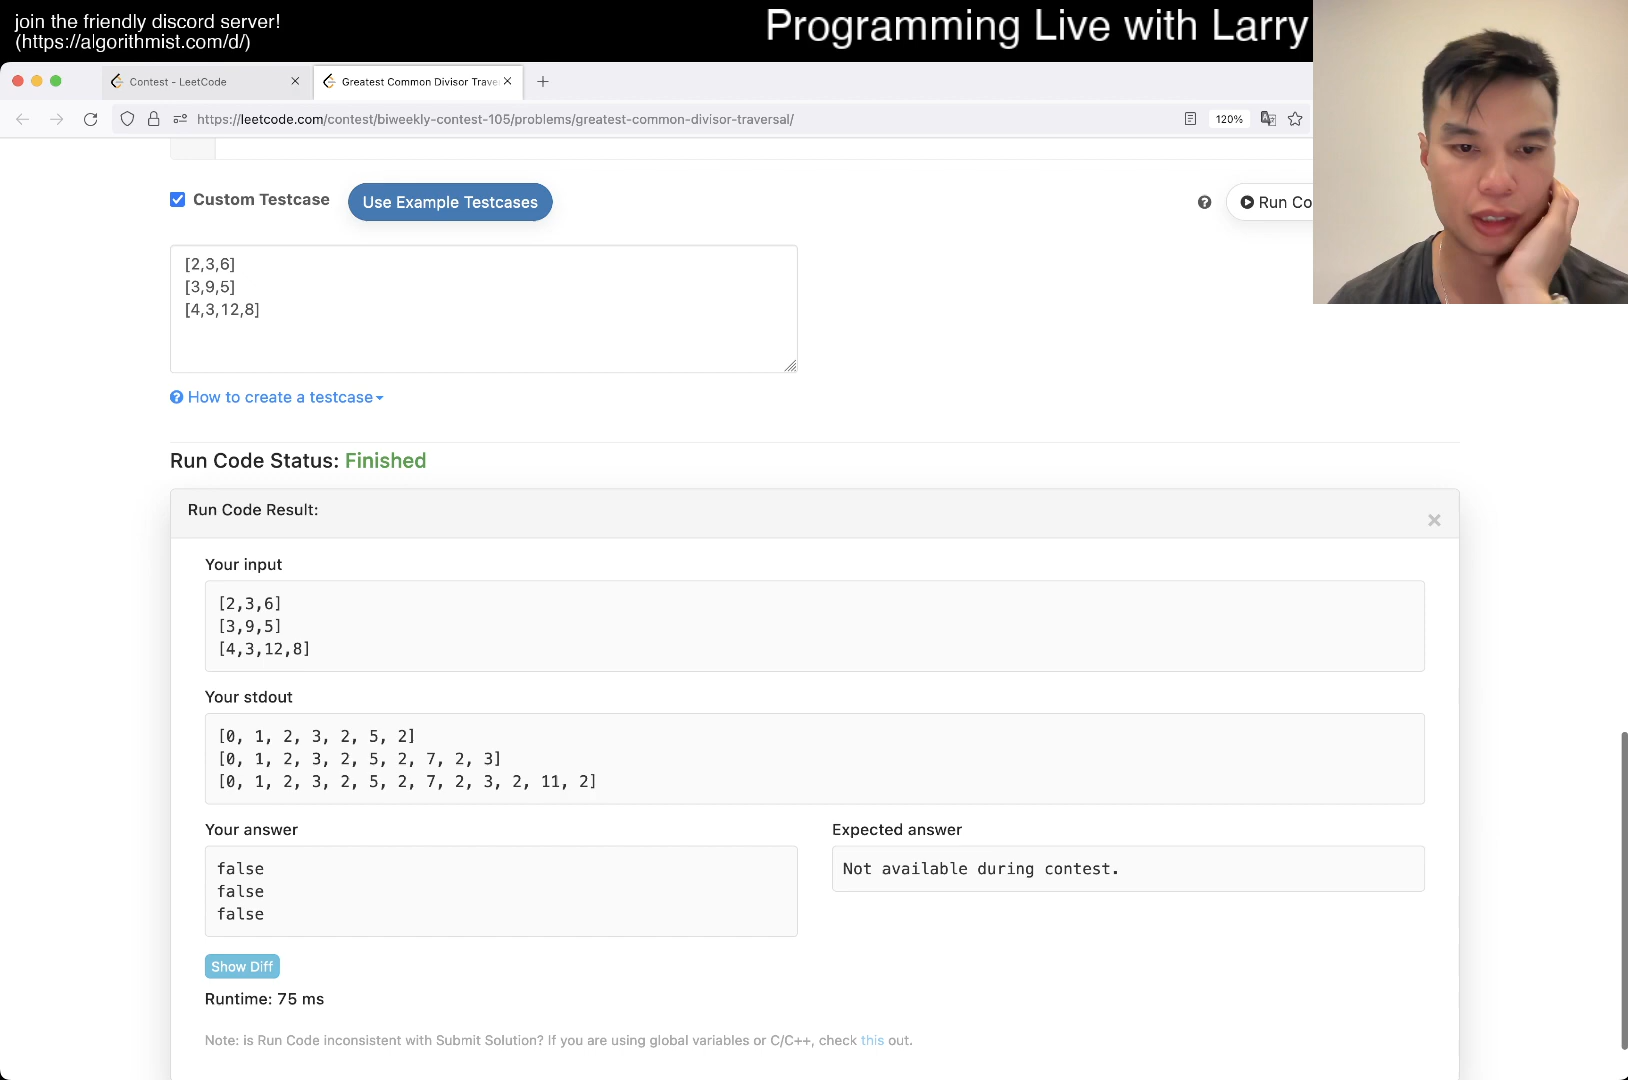 join the friendly discord server!
(https://algorithmist.com/d/)
Programming Live with Larry
Contest - LeetCode
Greatest Common Divisor Trave
https://leetcode.com/contest/biweekly-contest-105/problems/greatest-common-divisor-traversal/
120%
Custom Testcase
Use Example Testcases
Run Co
[2,3,6]
[3,9,5]
[4,3,12,8]
How to create a testcase
Run Code Status: Finished
Run Code Result:
Your input
[2,3,6]
[3,9,5]
[4,3,12,8]
Your stdout
[0, 1, 2, 3, 2, 5, 2]
[0, 1, 2, 3, 2, 5, 2, 7, 2, 3]
[0, 1, 2, 3, 2, 5, 2, 7, 2, 3, 2, 11, 2]
Your answer
Expected answer
false
false
false
Not available during contest.
Show Diff
Runtime: 75 ms
Note: is Run Code inconsistent with Submit Solution? If you are using global variables or C/C++, check this out.